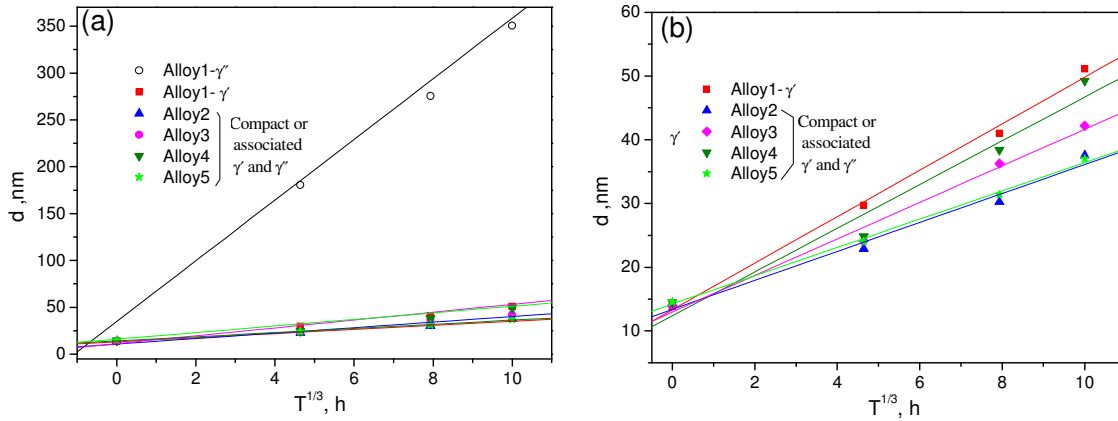 (a)
350
300
250
200
150
100
50
0
d ,nm
Alloy1-γ″
Alloy1- γ′
Alloy2
Alloy3
Alloy4
Alloy5
Compact or
associated
γ′ and γ″
0 2 4 6 8 10
T^1/3, h
(b)
60
50
40
30
20
10
d ,nm
γ′
Alloy1-γ′
Alloy2
Alloy3
Alloy4
Alloy5
Compact or
associated
γ′ and γ″
0 2 4 6 8 10
T^1/3, h